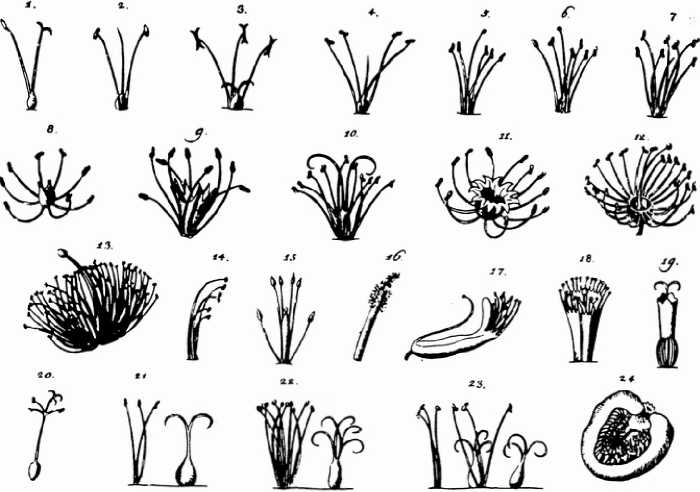 1. 2. 3. 4. 5. 6. 7
8. 9. 10. 11. 12.
13. 14. 15 16 17. 18. 19.
20. 21 22. 23. 24